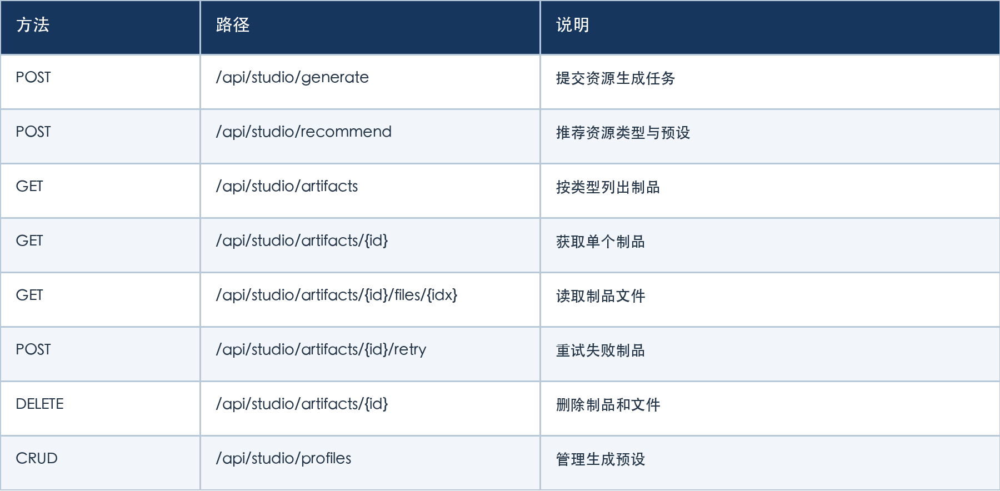 方法 路径 说明
POST /api/studio/generate 提交资源生成任务
POST /api/studio/recommend 推荐资源类型与预设
GET /api/studio/artifacts 按类型列出制品
GET /api/studio/artifacts/{id} 获取单个制品
GET /api/studio/artifacts/{id}/files/{idx} 读取制品文件
POST /api/studio/artifacts/{id}/retry 重试失败制品
DELETE /api/studio/artifacts/{id} 删除制品和文件
CRUD /api/studio/profiles 管理生成预设